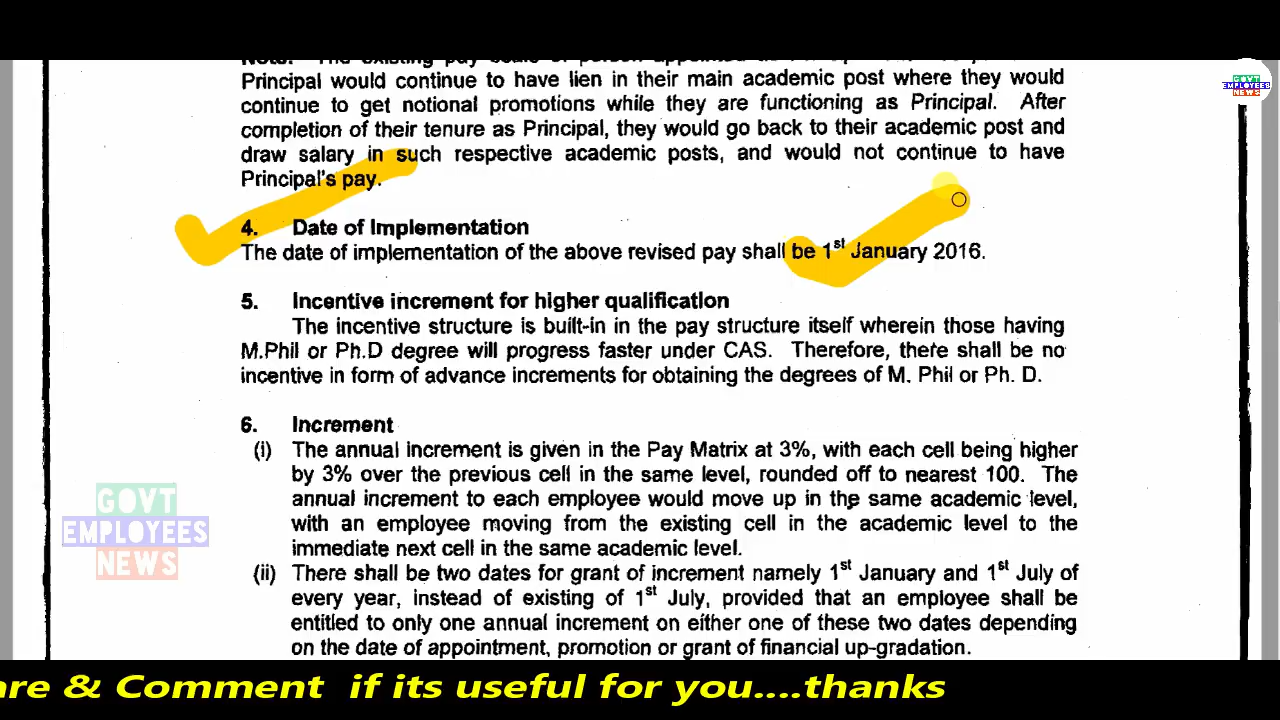 Principal would continue to have lien in their main academic post where they would
continue to get notional promotions while they are functioning as Principal. After
completion of their tenure as Principal, they would go back to their academic post and
draw salary in such respective academic posts, and would not continue to have
Principal's pay.
4. Date of Implementation
The date of implementation of the above revised pay shall be 1st January 2016.
5. Incentive increment for higher qualification
The incentive structure is built-in in the pay structure itself wherein those having
M.Phil or Ph.D degree will progress faster under CAS. Therefore, there shall be no
incentive in form of advance increments for obtaining the degrees of M. Phil or Ph. D.
6. Increment
(i) The annual increment is given in the Pay Matrix at 3%, with each cell being higher
by 3% over the previous cell in the same level, rounded off to nearest 100. The
annual increment to each employee would move up in the same academic level,
with an employee moving from the existing cell in the academic level to the
immediate next cell in the same academic level.
(ii) There shall be two dates for grant of increment namely 1st January and 1st July of
every year, instead of existing of 1st July, provided that an employee shall be
entitled to only one annual increment on either one of these two dates depending
on the date of appointment, promotion or grant of financial up-gradation.
GOVT
EMPLOYEES
NEWS
GOVT
EMPLOYEES
NEWS
are & Comment if its useful for you....thanks